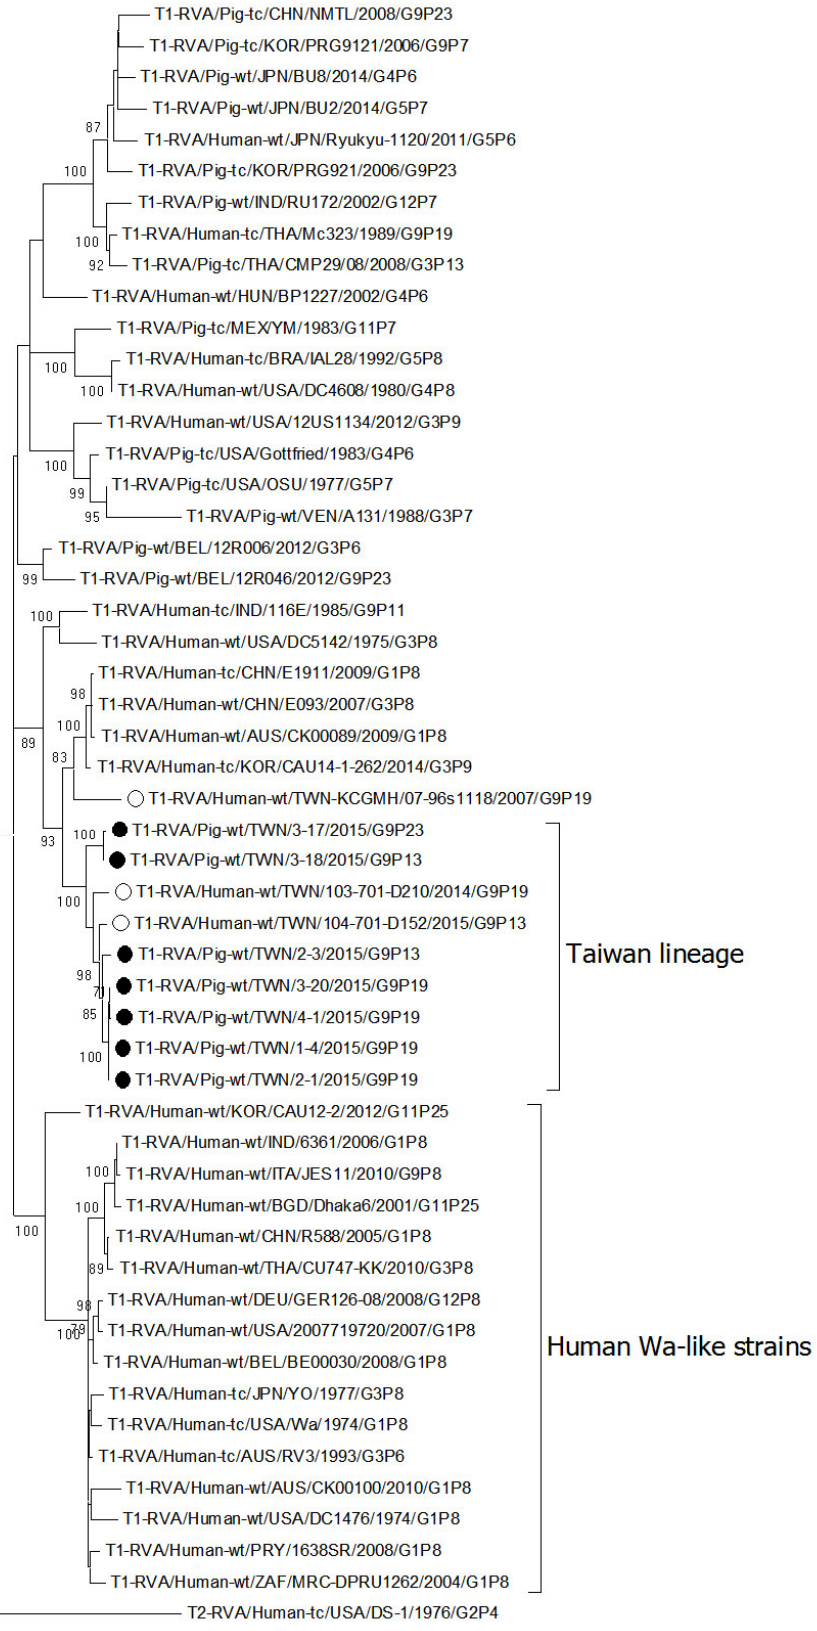 T1-RVA/Pig-tc/CHN/NMTL/2008/G9P23
T1-RVA/Pig-tc/KOR/PRG9121/2006/G9P7
T1-RVA/Pig-wt/JPN/BU8/2014/G4P6
T1-RVA/Pig-wt/JPN/BU2/2014/G5P7
87
T1-RVA/Human-wt/JPN/Ryukyu-1120/2011/G5P6
100
T1-RVA/Pig-tc/KOR/PRG921/2006/G9P23
T1-RVA/Pig-wt/IND/RU172/2002/G12P7
T1-RVA/Human-tc/THA/Mc323/1989/G9P19
100
92
T1-RVA/Pig-tc/THA/CMP29/08/2008/G3P13
T1-RVA/Human-wt/HUN/BP1227/2002/G4P6
T1-RVA/Pig-tc/MEX/YM/1983/G11P7
T1-RVA/Human-tc/BRA/IAL28/1992/G5P8
100
100
T1-RVA/Human-wt/USA/DC4608/1980/G4P8
T1-RVA/Human-wt/USA/12US1134/2012/G3P9
T1-RVA/Pig-tc/USA/Gottfried/1983/G4P6
100
T1-RVA/Pig-tc/USA/OSU/1977/G5P7
99
95
T1-RVA/Pig-wt/VEN/A131/1988/G3P7
T1-RVA/Pig-wt/BEL/12R006/2012/G3P6
99
T1-RVA/Pig-wt/BEL/12R046/2012/G9P23
T1-RVA/Human-tc/IND/116E/1985/G9P11
100
T1-RVA/Human-wt/USA/DC5142/1975/G3P8
T1-RVA/Human-tc/CHN/E1911/2009/G1P8
98
T1-RVA/Human-wt/CHN/E093/2007/G3P8
100
T1-RVA/Human-wt/AUS/CK00089/2009/G1P8
89
83
T1-RVA/Human-tc/KOR/CAU14-1-262/2014/G3P9
T1-RVA/Human-wt/TWN-KCGMH/07-96s1118/2007/G9P19
100
T1-RVA/Pig-wt/TWN/3-17/2015/G9P23
93
T1-RVA/Pig-wt/TWN/3-18/2015/G9P13
T1-RVA/Human-wt/TWN/103-701-D210/2014/G9P19
100
T1-RVA/Human-wt/TWN/104-701-D152/2015/G9P13
T1-RVA/Pig-wt/TWN/2-3/2015/G9P13
Taiwan lineage
98
T1-RVA/Pig-wt/TWN/3-20/2015/G9P19
85
T1-RVA/Pig-wt/TWN/4-1/2015/G9P19
T1-RVA/Pig-wt/TWN/1-4/2015/G9P19
100
T1-RVA/Pig-wt/TWN/2-1/2015/G9P19
T1-RVA/Human-wt/KOR/CAU12-2/2012/G11P25
T1-RVA/Human-wt/IND/6361/2006/G1P8
100
T1-RVA/Human-wt/ITA/JES11/2010/G9P8
100
T1-RVA/Human-wt/BGD/Dhaka6/2001/G11P25
100
T1-RVA/Human-wt/CHN/R588/2005/G1P8
89
T1-RVA/Human-wt/THA/CU747-KK/2010/G3P8
98
T1-RVA/Human-wt/DEU/GER126-08/2008/G12P8
100
79
T1-RVA/Human-wt/USA/2007719720/2007/G1P8
Human Wa-like strains
T1-RVA/Human-wt/BEL/BE00030/2008/G1P8
T1-RVA/Human-tc/JPN/YO/1977/G3P8
T1-RVA/Human-tc/USA/Wa/1974/G1P8
T1-RVA/Human-tc/AUS/RV3/1993/G3P6
T1-RVA/Human-wt/AUS/CK00100/2010/G1P8
T1-RVA/Human-wt/USA/DC1476/1974/G1P8
T1-RVA/Human-wt/PRY/1638SR/2008/G1P8
T1-RVA/Human-wt/ZAF/MRC-DPRU1262/2004/G1P8
T2-RVA/Human-tc/USA/DS-1/1976/G2P4